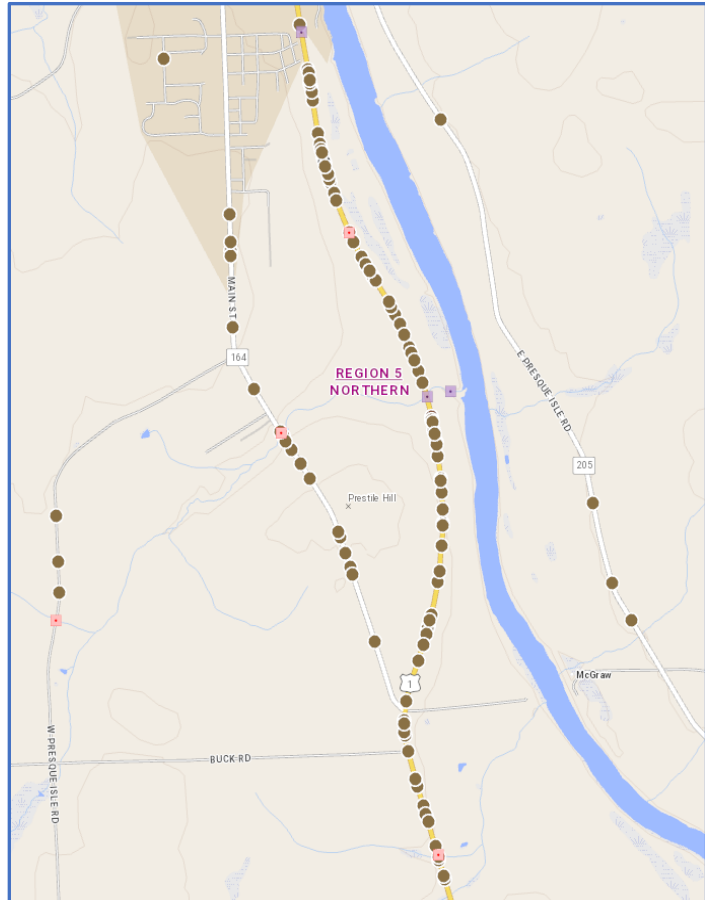 MAIN ST
164
REGION 5
NORTHERN
E PRESQUE ISLE RD
205
Prestile Hill
McGraw
1
BUCK RD
W PRESQUE ISLE RD